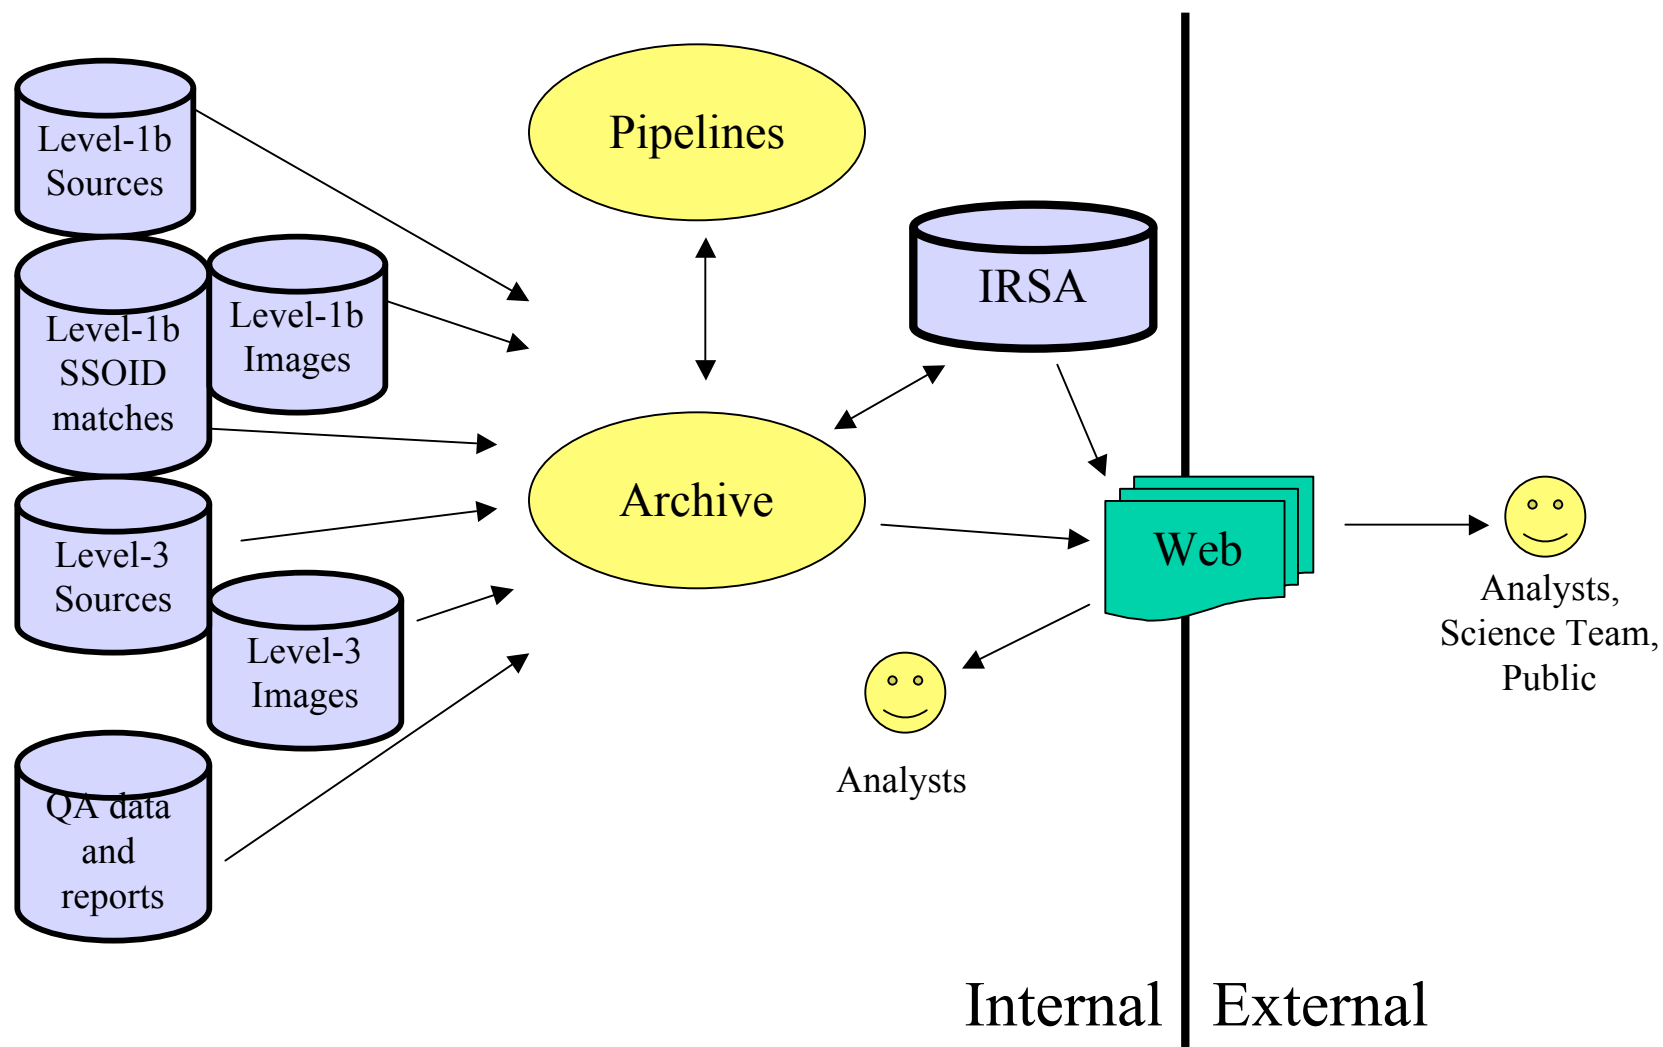 Level-1b
Sources
Pipelines
IRSA
Level-1b
SSOID
matches
Level-1b
Images
Archive
Web
Level-3
Sources
Level-3
Images
Analysts,
Science Team,
Public
Analysts
QA data
and
reports
Internal
External